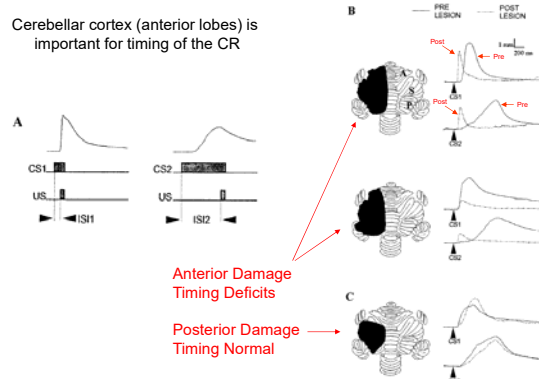 Cerebellar cortex (anterior lobes) is
important for timing of the CR
A
CS1
US
ISI1
CS2
ISI2
B
PRE
LESION
POST
LESION
Post
Pre
CS1
3 mm
200 ms
A
S
P
Post
Pre
CS2
CS1
CS2
Anterior Damage
Timing Deficits
Posterior Damage
Timing Normal
C
CS1